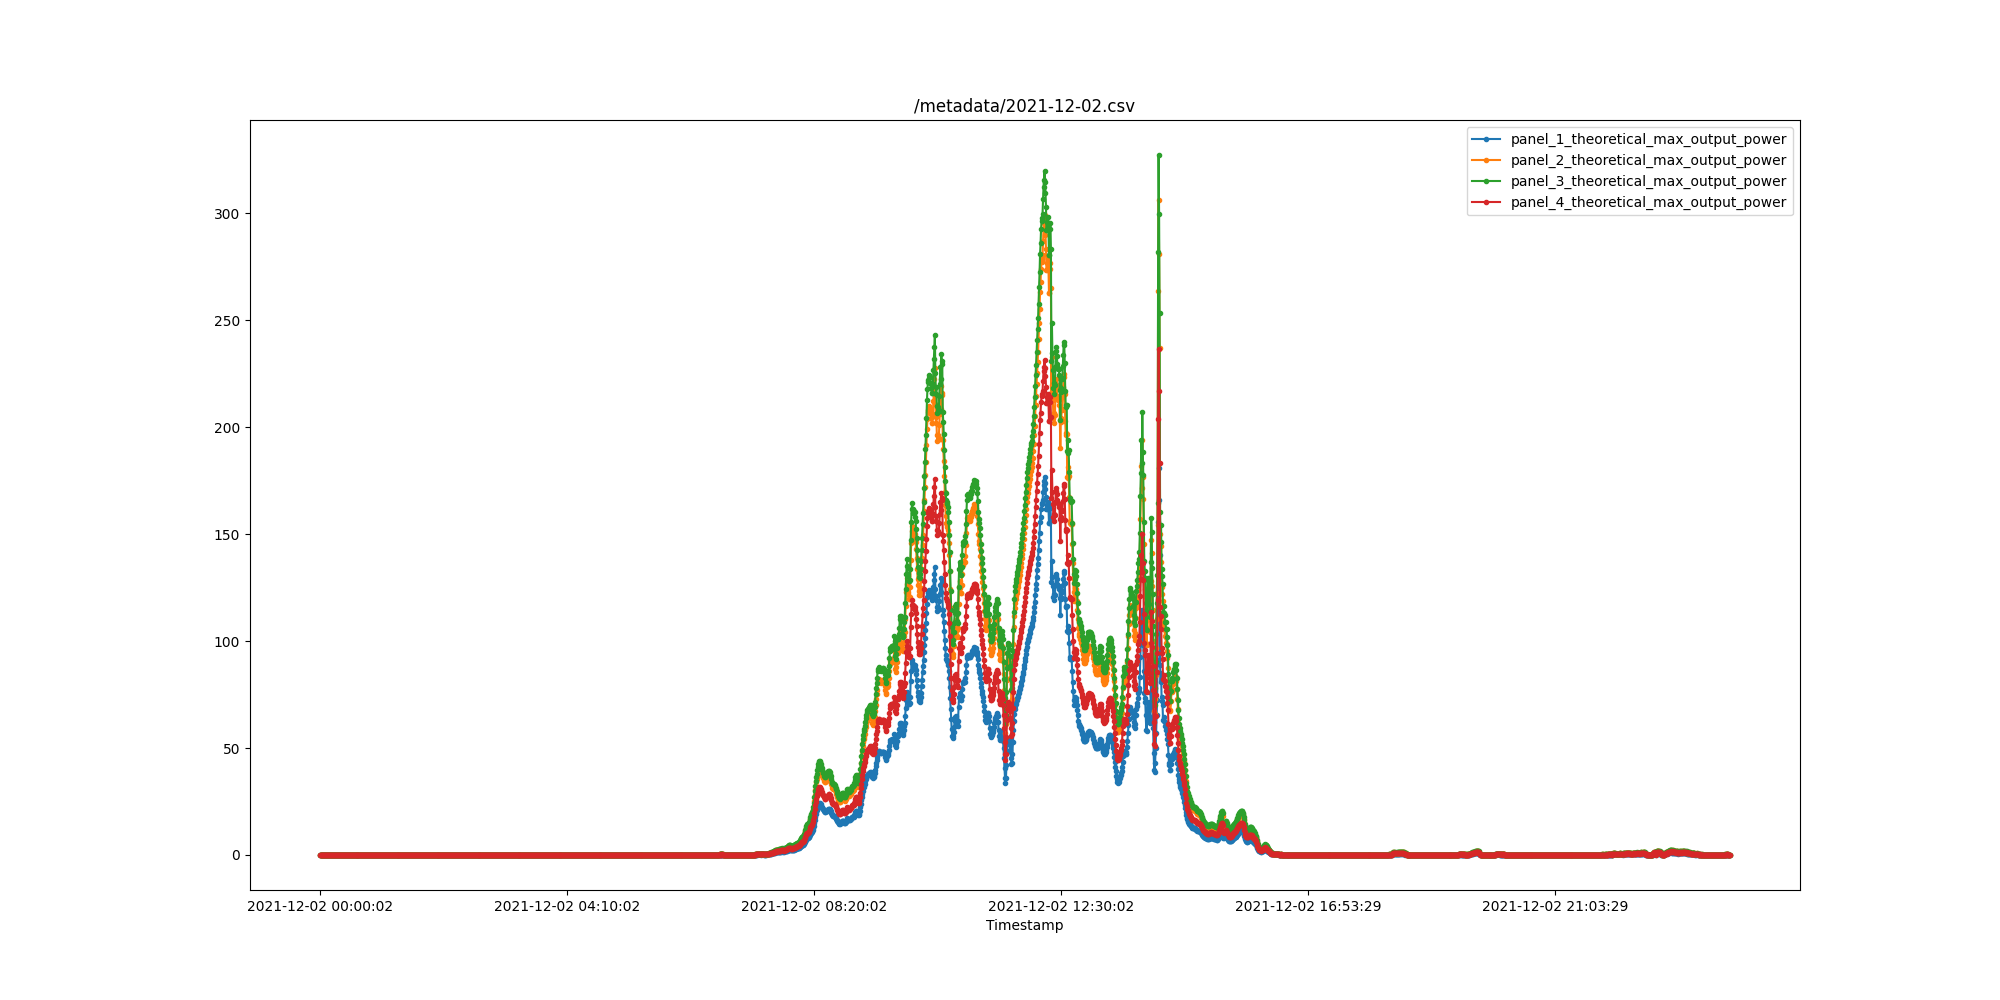 /metadata/2021-12-02.csv
panel_1_theoretical_max_output_power
panel_2_theoretical_max_output_power
panel_3_theoretical_max_output_power
panel_4_theoretical_max_output_power
300
250
200
150
100
50
0
2021-12-02 00:00:02 2021-12-02 04:10:02 2021-12-02 08:20:02 2021-12-02 12:30:02 2021-12-02 16:53:29 2021-12-02 21:03:29
Timestamp